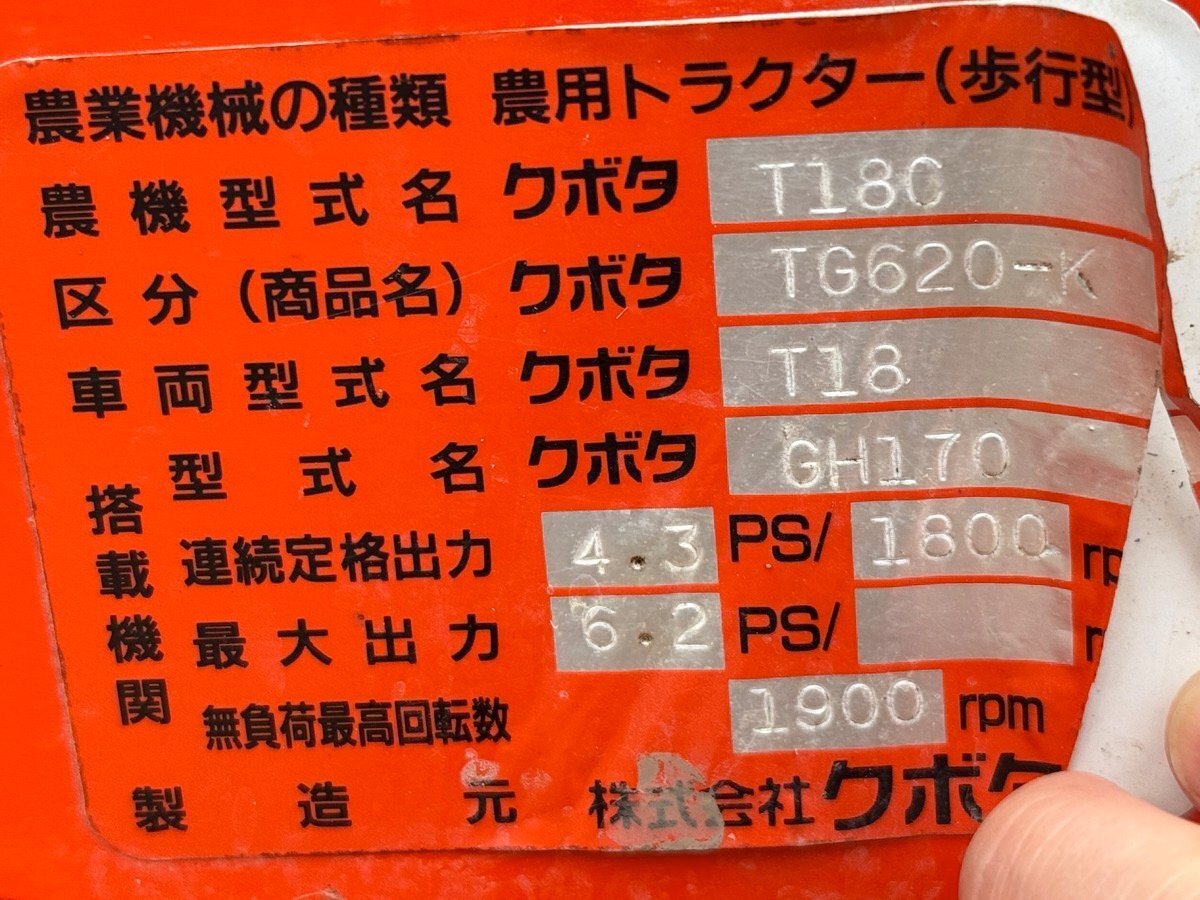 農業機械の種類 農用トラクター(歩行型)
農機型式名 クボタ T180
区分(商品名) クボタ TG620-K
車両型式名 クボタ T18
搭載機関
型式名 クボタ GH170
連続定格出力 4.3 PS/ 1800 rp
最大出力 6.2 PS/ r
無負荷最高回転数 1900 rpm
製造元 株式会社クボタ